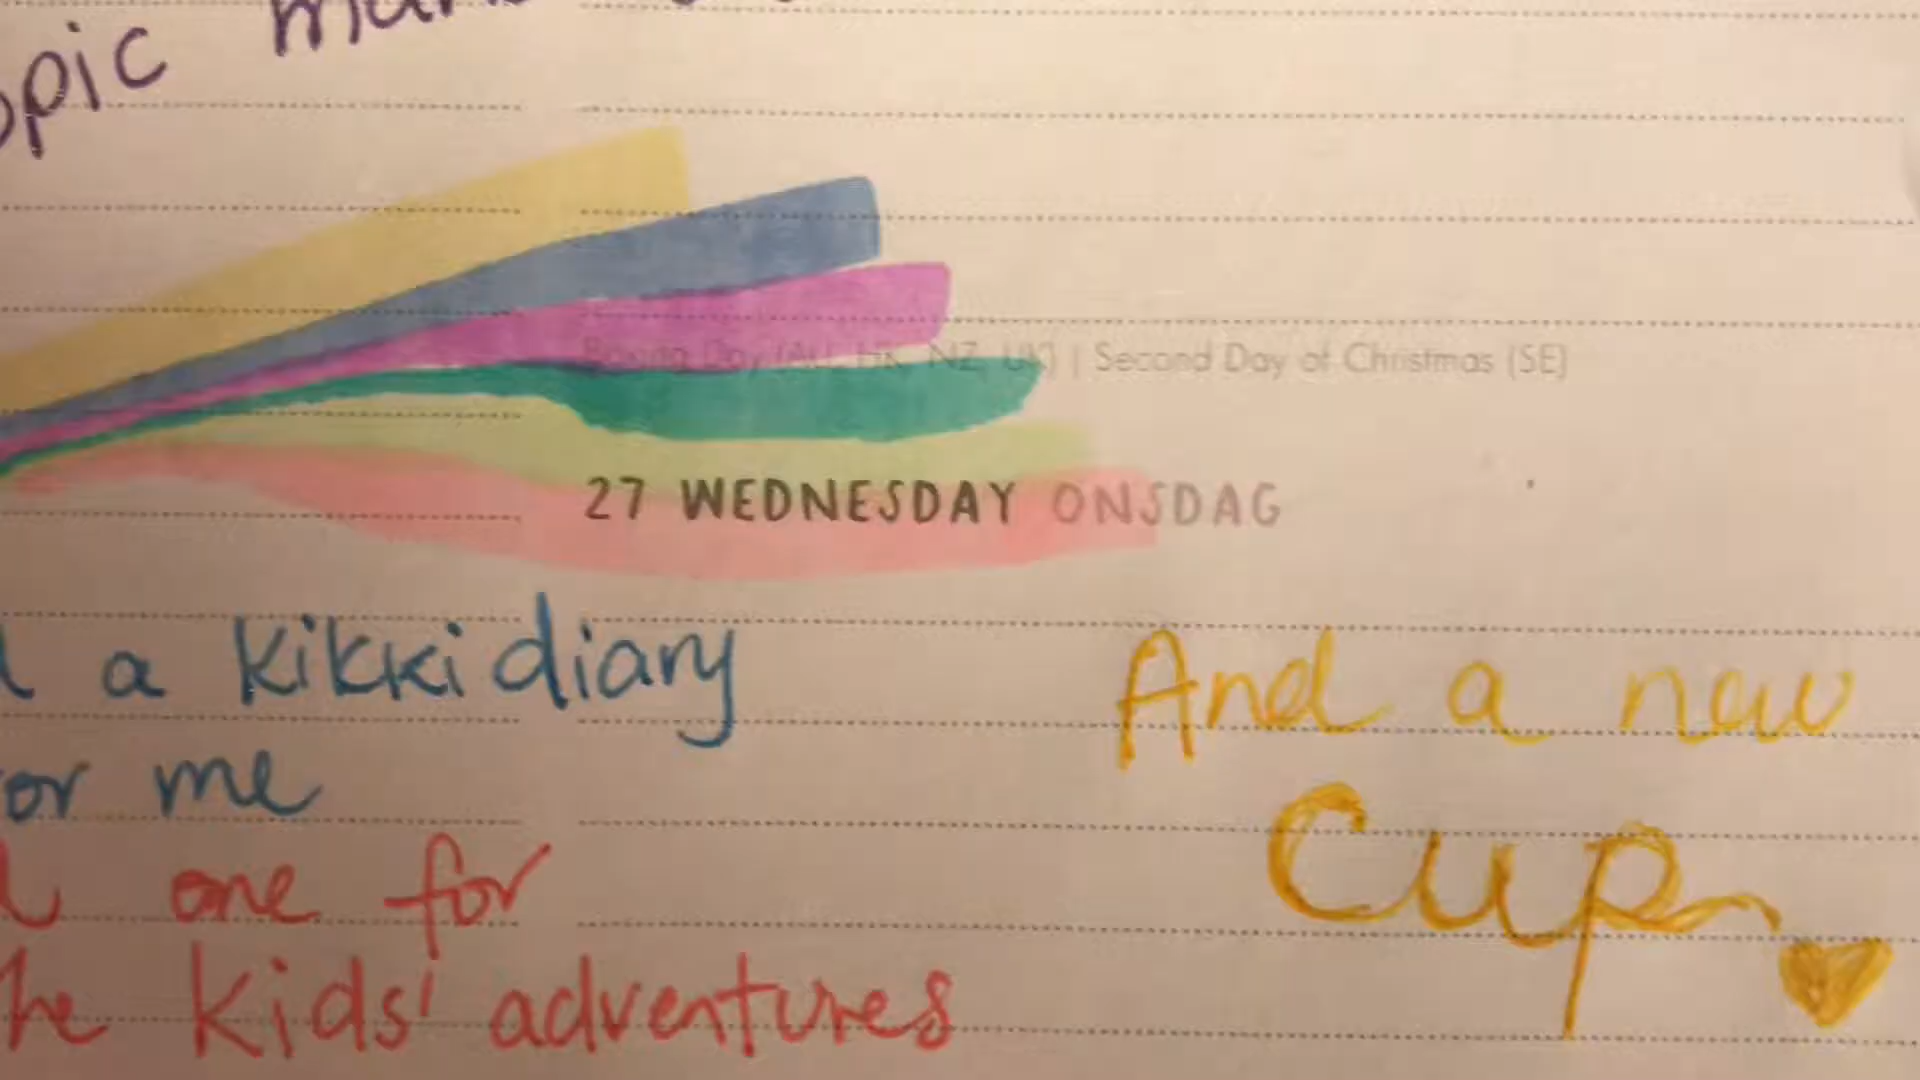 Boxing Day (AU, HK, NZ, UK) | Second Day of Christmas (SE)
27 WEDNESDAY ONSDAG
a kikki diary
And a new
or me
Cup
one for
he kids' adventures